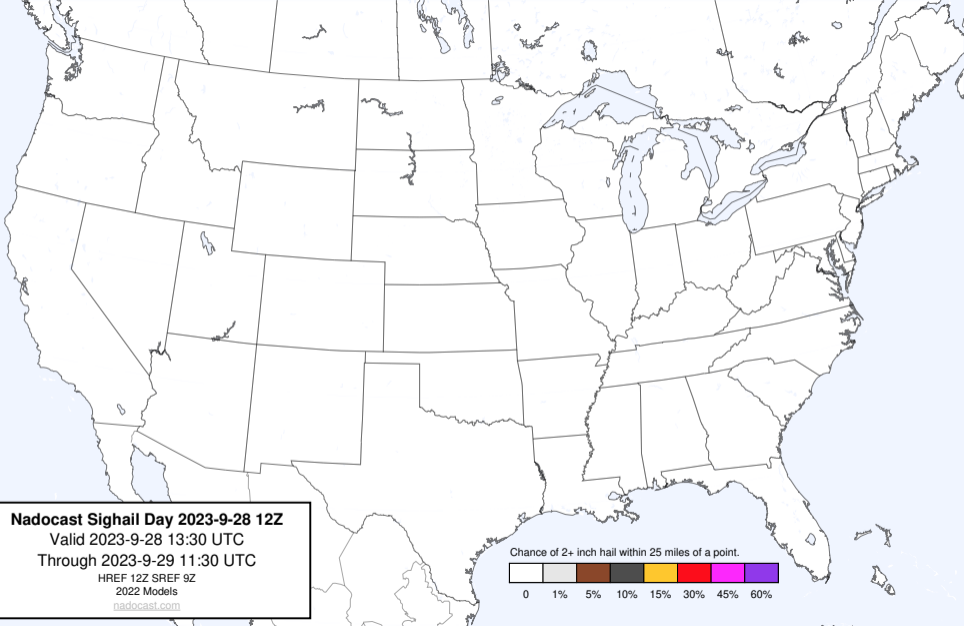 Nadocast Sighail Day 2023-9-28 12Z
Valid 2023-9-28 13:30 UTC
Through 2023-9-29 11:30 UTC
HREF 12Z SREF 9Z
2022 Models
nadocast.com
Chance of 2+ inch hail within 25 miles of a point.
0 1% 5% 10% 15% 30% 45% 60%